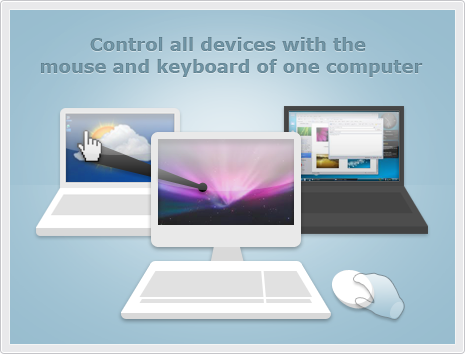 Control all devices with the
mouse and keyboard of one computer